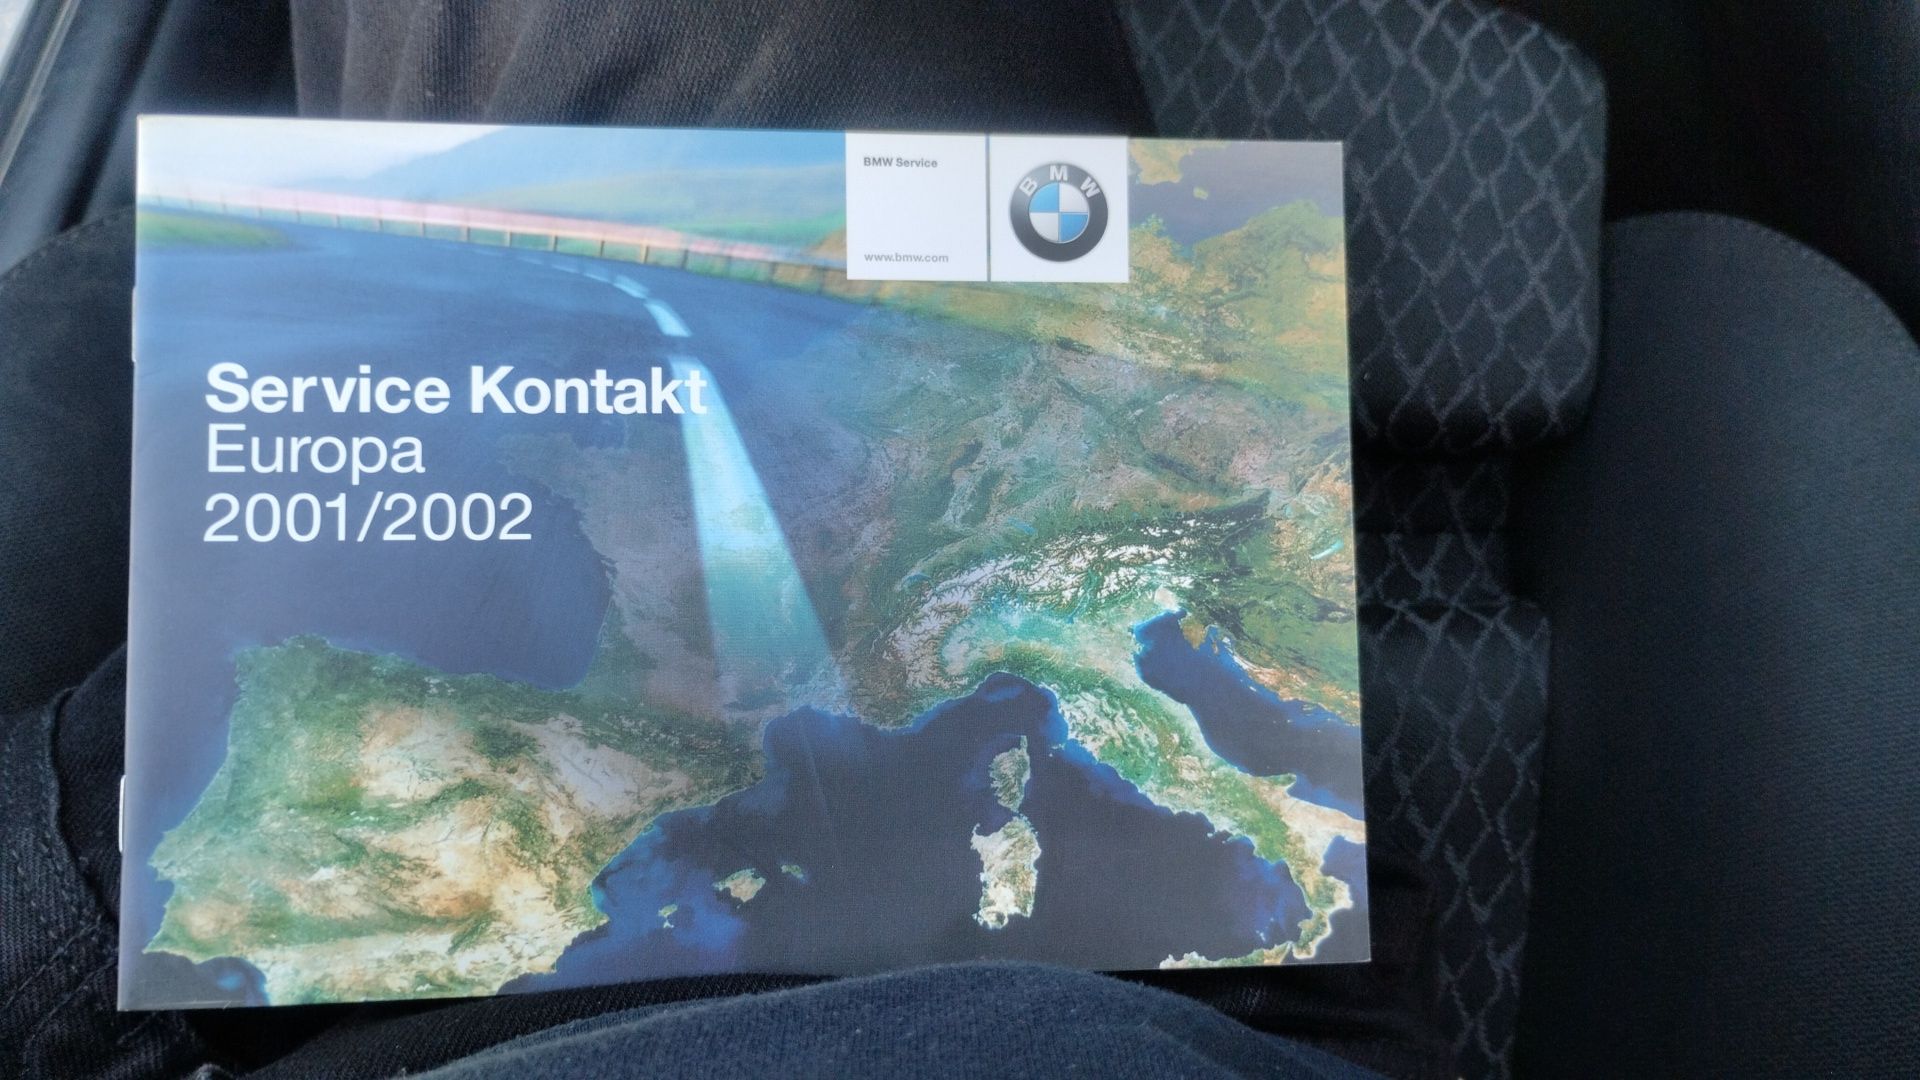 BMW Service
BMW
www.bmw.com
Service Kontakt
Europa
2001/2002